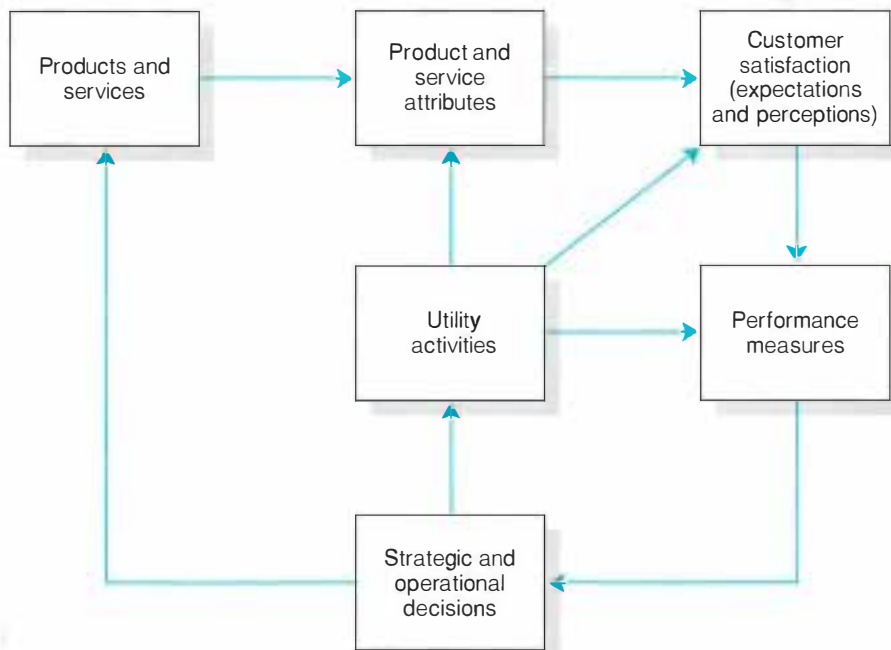 Products and
services
Product and
service
attributes
Customer
satisfaction
(expectations
and perceptions)
Utility
activities
Performance
measures
Strategic and
operational
decisions